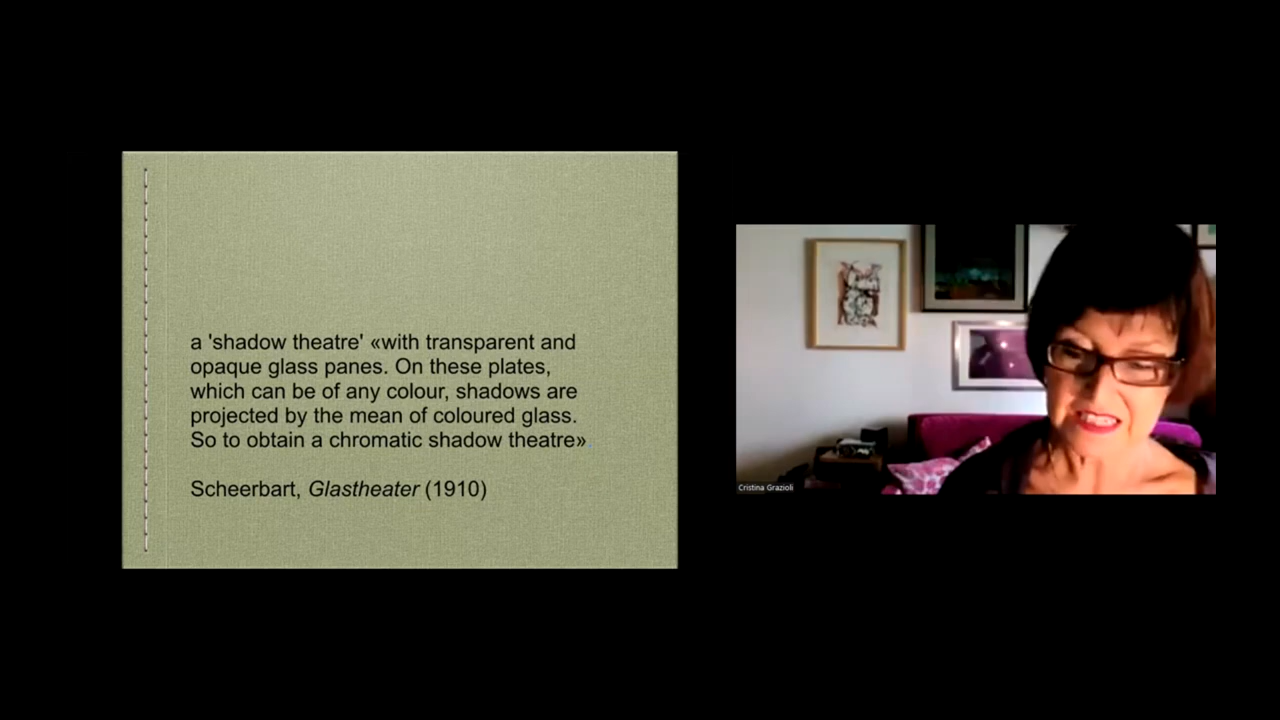 a 'shadow theatre' «with transparent and
opaque glass panes. On these plates,
which can be of any colour, shadows are
projected by the mean of coloured glass.
So to obtain a chromatic shadow theatre»
Scheerbart, Glastheater (1910)
Cristina Grazioli